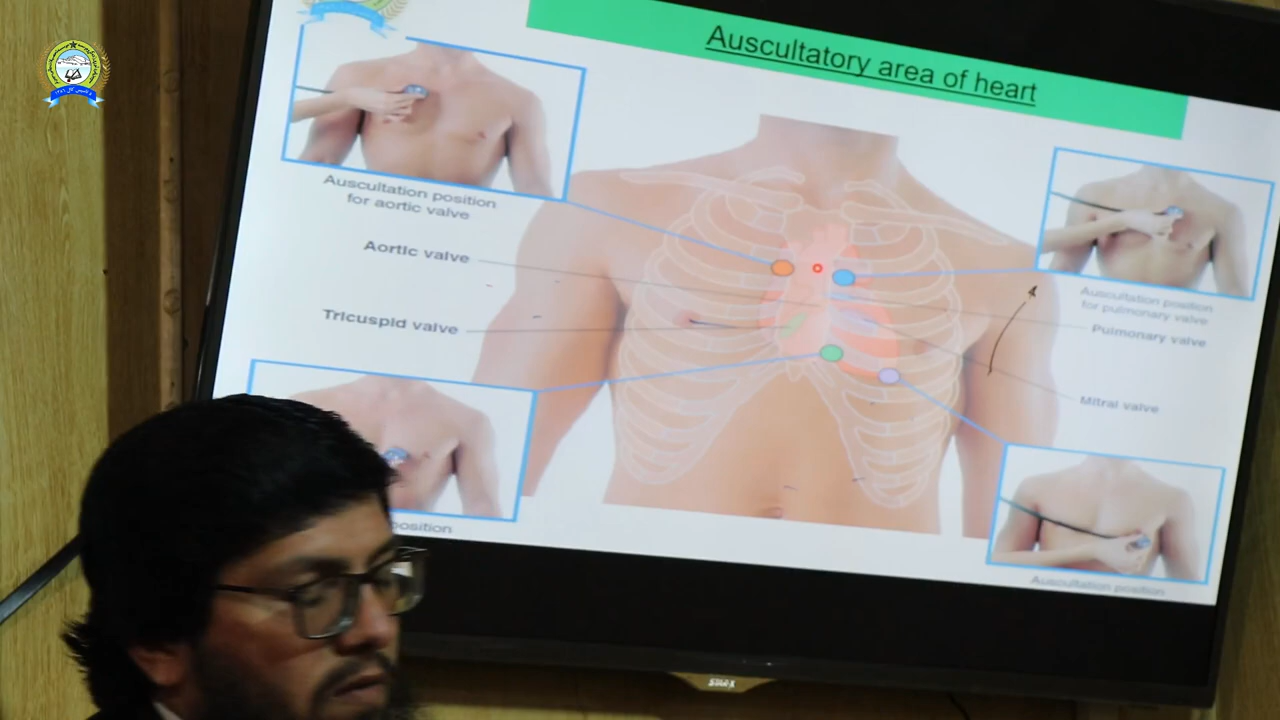 Auscultatory area of heart
Auscultation position
for aortic valve
Aortic valve
Tricuspid valve
position
Auscultation position
for pulmonary valve
Pulmonary valve
Mitral valve
Auscultation position